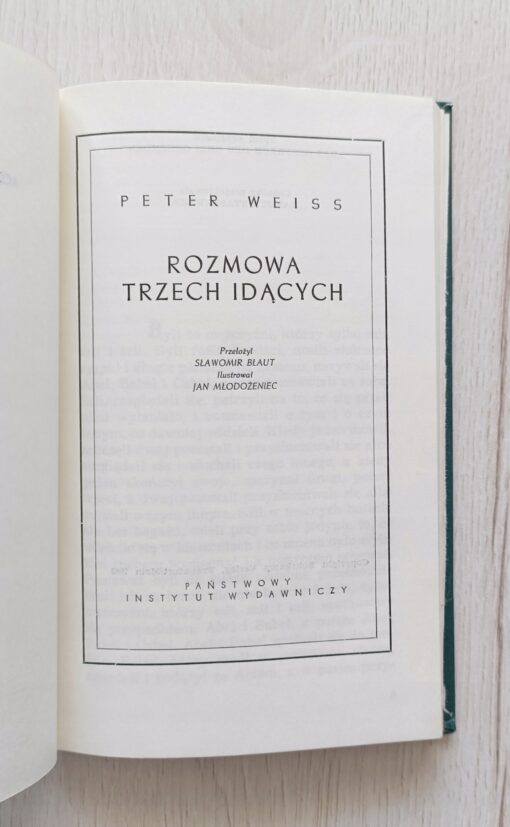 PETER WEISS
ROZMOWA
TRZECH IDĄCYCH
Przełożył
SŁAWOMIR BŁAUT
Ilustrował
JAN MŁODOŻENIEC
PAŃSTWOWY
INSTYTUT WYDAWNICZY